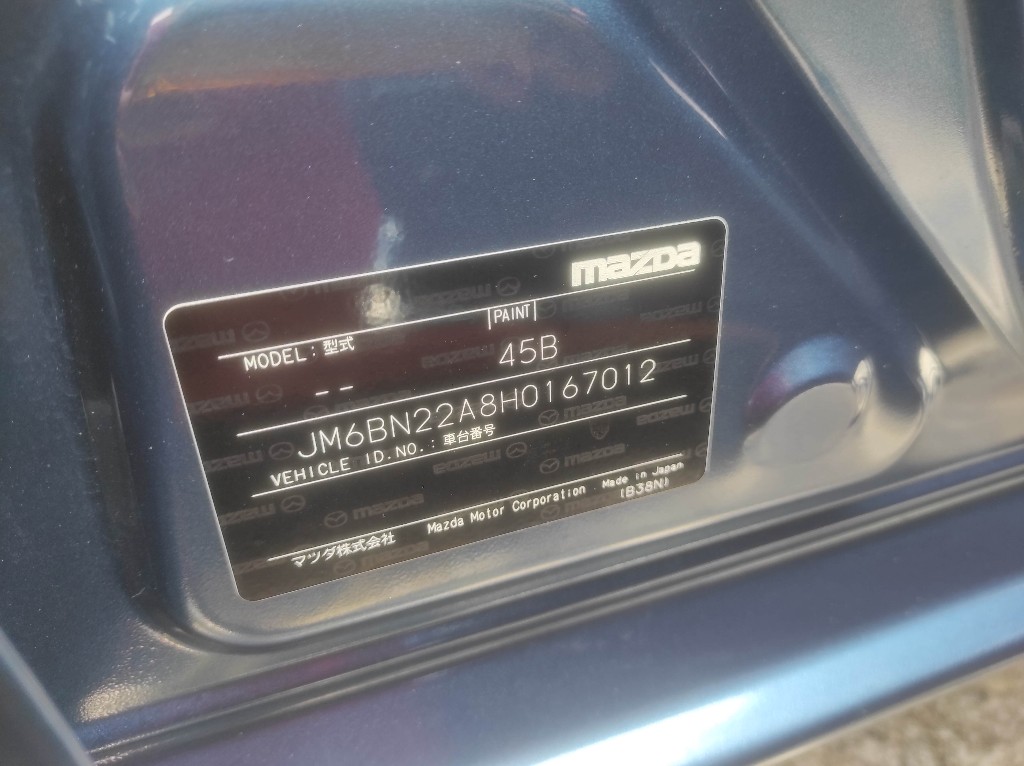 mazda
PAINT
MODEL : 型式
45B
- -
JM6BN22A8H0167012
VEHICLE ID.NO. : 車台番号
マツダ株式会社 Mazda Motor Corporation Made in Japan
(B38N)